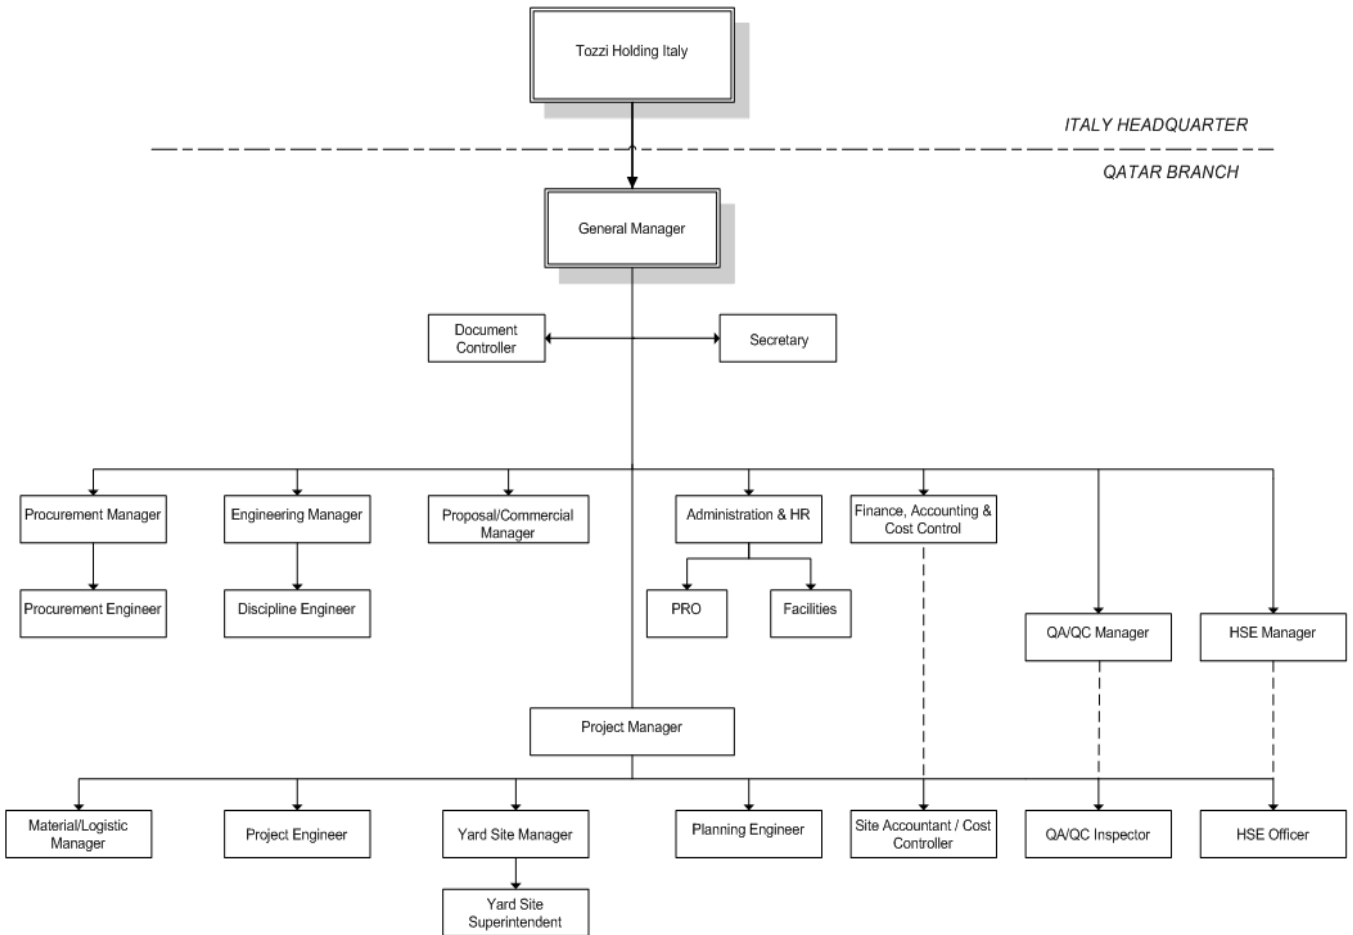 Tozzi Holding Italy
ITALY HEADQUARTER
QATAR BRANCH
General Manager
Document
Controller
Secretary
Procurement Manager
Engineering Manager
Proposal/Commercial
Manager
Administration & HR
Finance, Accounting &
Cost Control
Procurement Engineer
Discipline Engineer
PRO
Facilities
QA/QC Manager
HSE Manager
Project Manager
Material/Logistic
Manager
Project Engineer
Yard Site Manager
Planning Engineer
Site Accountant / Cost
Controller
QA/QC Inspector
HSE Officer
Yard Site
Superintendent